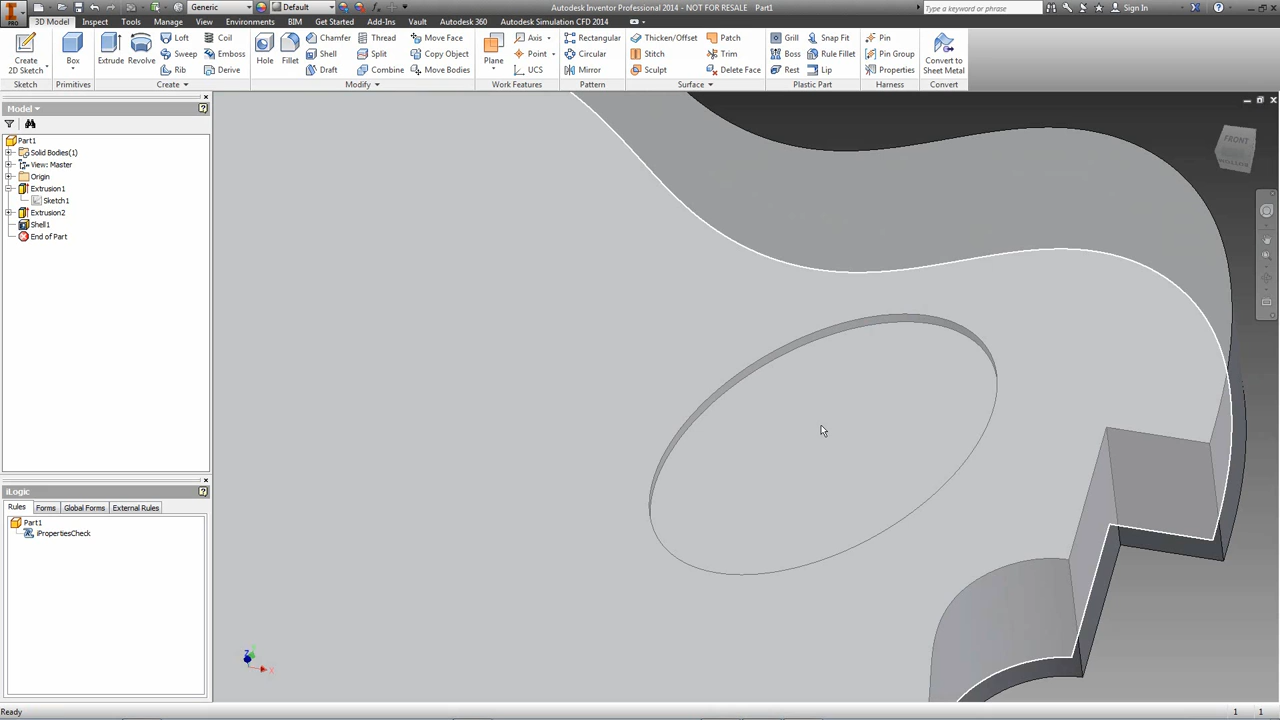 PRO
Generic
Default
Autodesk Inventor Professional 2014 - NOT FOR RESALE Part1
Type a keyword or phrase
Sign In
3D Model Inspect Tools Manage View Environments BIM Get Started Add-Ins Vault Autodesk 360 Autodesk Simulation CFD 2014
Create
2D Sketch
Sketch
Box
Primitives
Extrude Revolve
Loft
Sweep
Rib
Coil
Emboss
Derive
Create
Hole Fillet
Chamfer
Shell
Draft
Thread
Split
Combine
Move Face
Copy Object
Move Bodies
Modify
Plane
Axis
Point
UCS
Work Features
Rectangular
Circular
Mirror
Pattern
Thicken/Offset
Stitch
Sculpt
Patch
Trim
Delete Face
Surface
Grill
Boss
Rest
Snap Fit
Rule Fillet
Lip
Plastic Part
Pin
Pin Group
Properties
Harness
Convert to
Sheet Metal
Convert
Model
Part1
Solid Bodies(1)
View: Master
Origin
Extrusion1
Sketch1
Extrusion2
Shell1
End of Part
FRONT
iLogic
Rules Forms Global Forms External Rules
Part1
iPropertiesCheck
Z
X
Ready
1 1